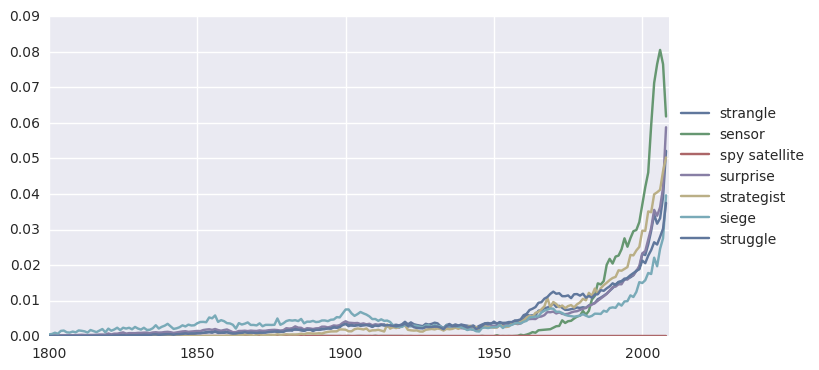 0.09
0.08
0.07
0.06
0.05
0.04
0.03
0.02
0.01
0.00
1800 1850 1900 1950 2000
strangle
sensor
spy satellite
surprise
strategist
siege
struggle